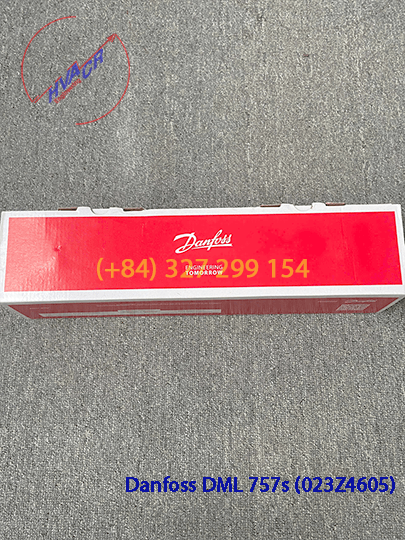 HVACR
Danfoss
ENGINEERING
TOMORROW
(+84) 327 299 154
Danfoss DML 757s (023Z4605)